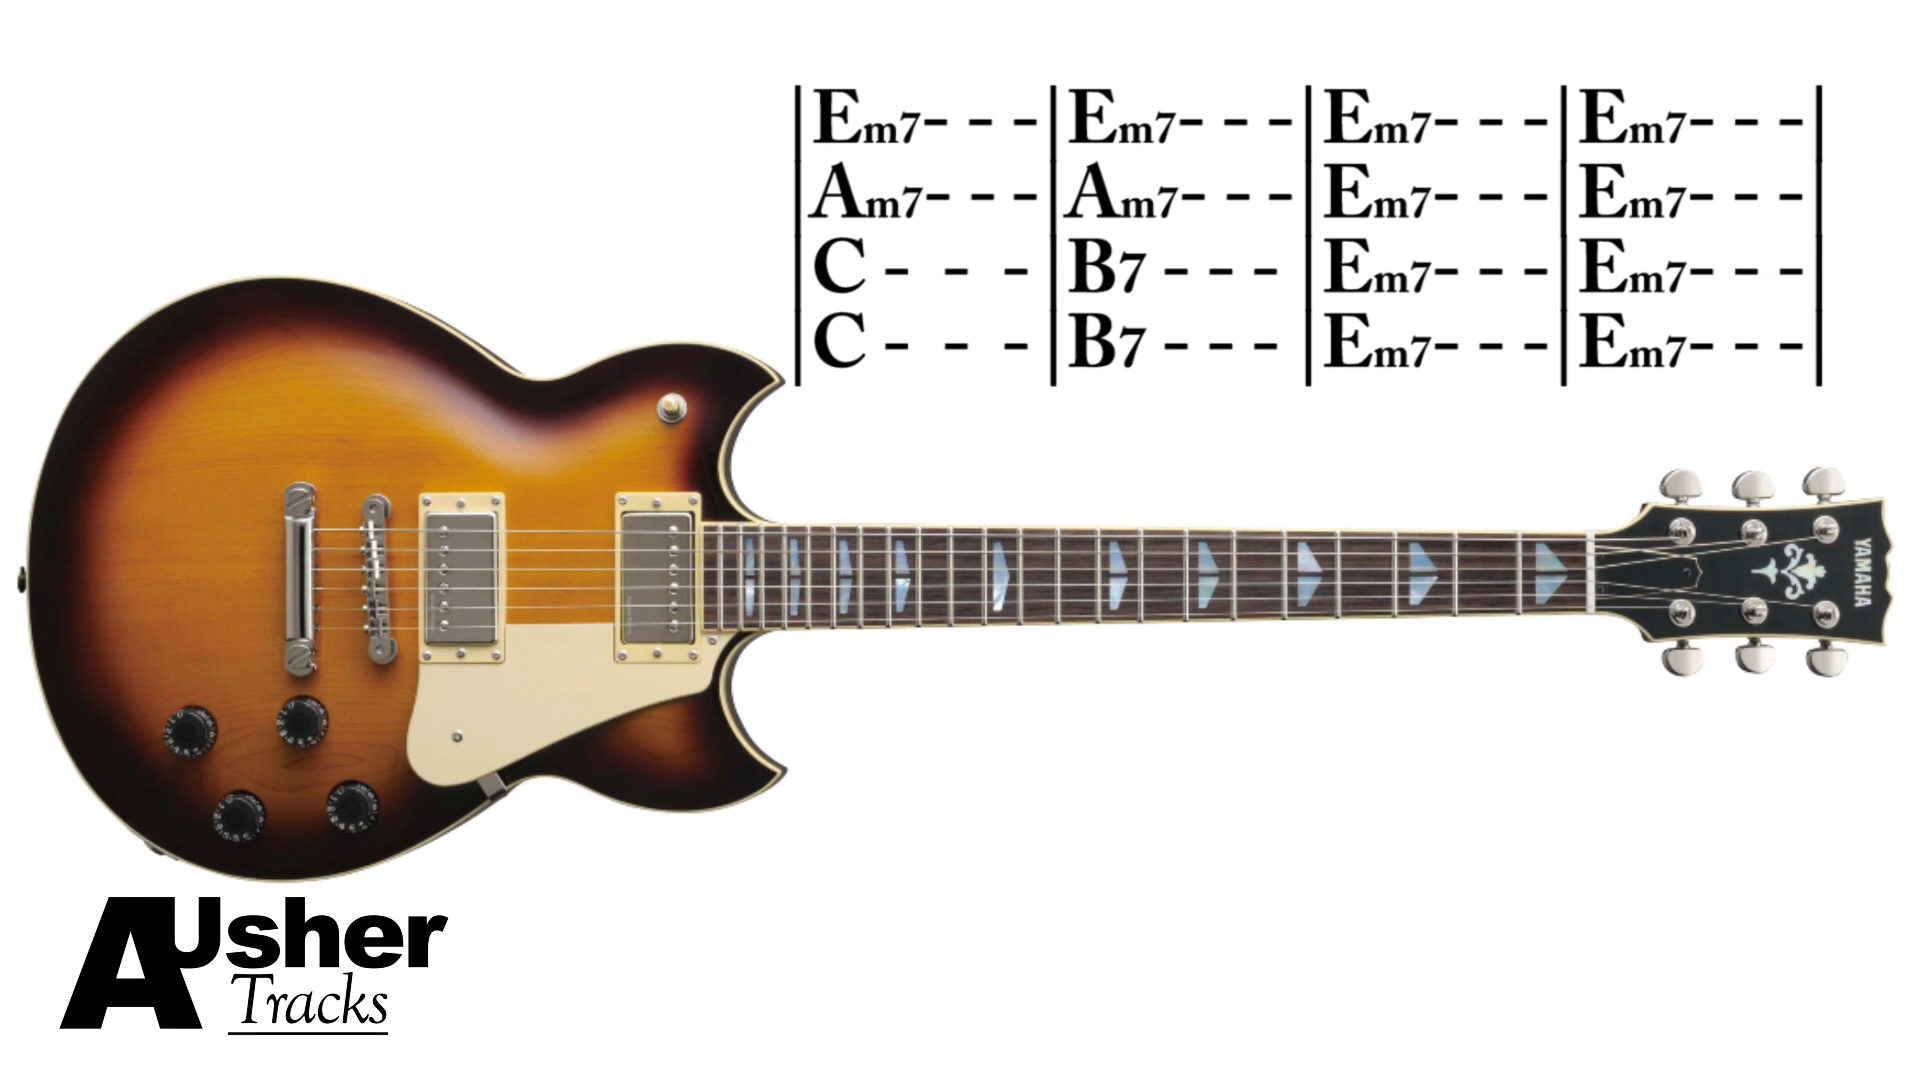 Em7- - - Em7- - - Em7- - - Em7- - -
Am7- - - Am7- - - Em7- - - Em7- - -
C - - - B7 - - - Em7- - - Em7- - -
C - - - B7 - - - Em7- - - Em7- - -
YAMAHA
AUsher
Tracks